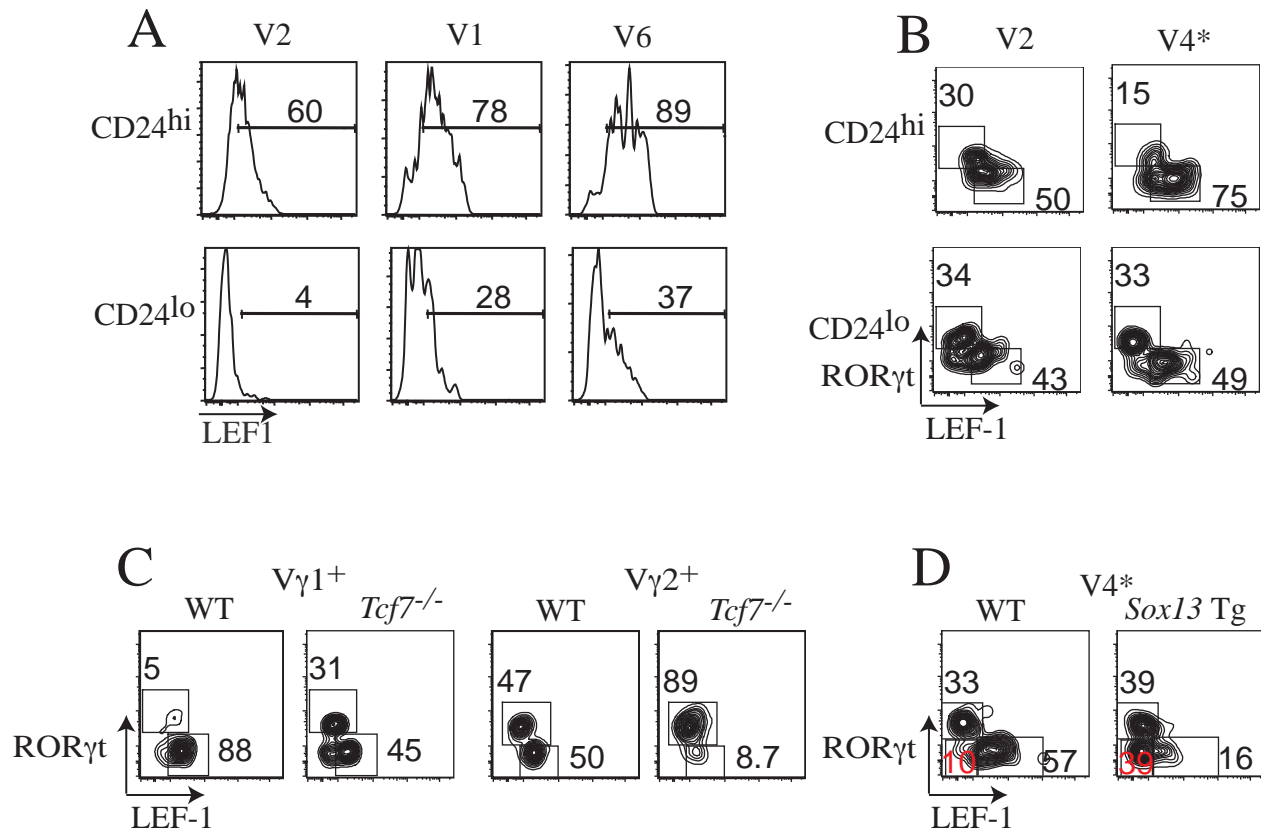 A
V2 V1 V6
CD24hi
60 78 89
CD24lo
4 28 37
LEF1
B
V2 V4*
CD24hi
30 15
50 75
CD24lo
34 33
43 49
RORγt
LEF-1
C
Vγ1+ Vγ2+
WT Tcf7-/- WT Tcf7-/-
5 31 47 89
88 45 50 8.7
RORγt
LEF-1
D
V4*
WT Sox13 Tg
33 39
10 57 39 16
RORγt
LEF-1